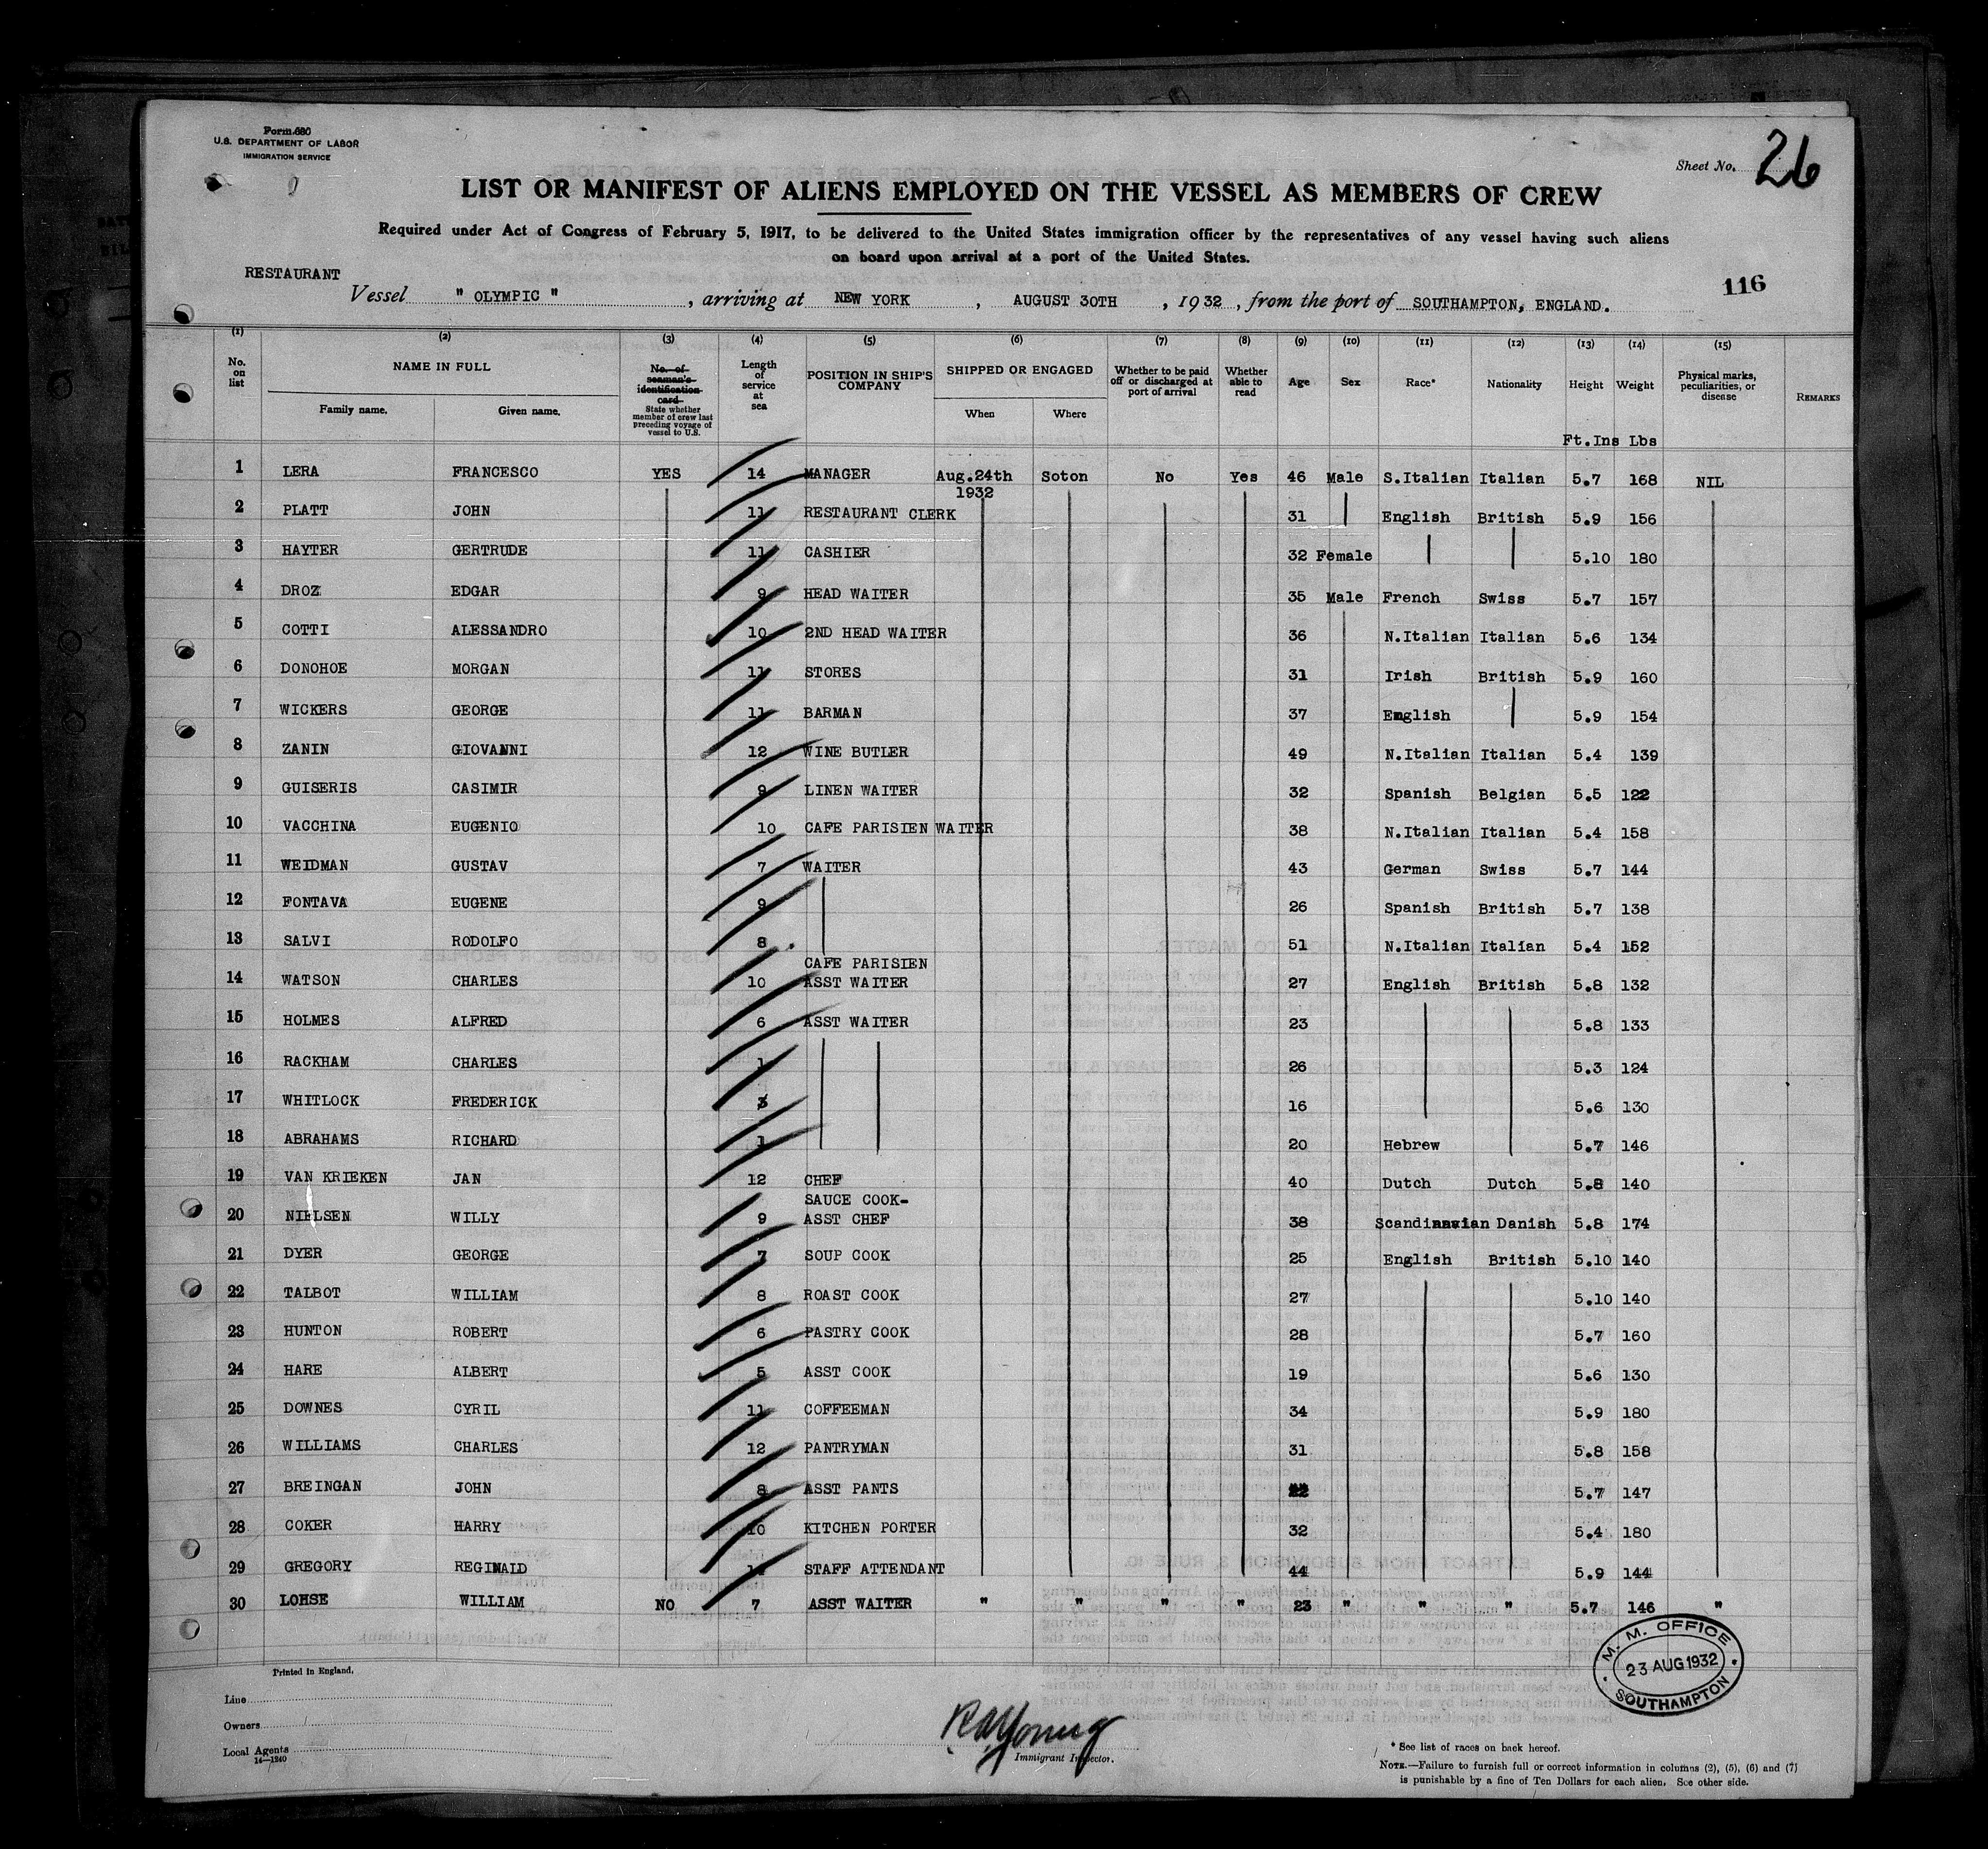 Form 680
U.S. DEPARTMENT OF LABOR
IMMIGRATION SERVICE
Sheet No. 26
LIST OR MANIFEST OF ALIENS EMPLOYED ON THE VESSEL AS MEMBERS OF CREW
Required under Act of Congress of February 5, 1917, to be delivered to the United States immigration officer by the representatives of any vessel having such aliens
on board upon arrival at a port of the United States.
RESTAURANT
116
Vessel " OLYMPIC " , arriving at NEW YORK , AUGUST 30TH , 1932 , from the port of SOUTHAMPTON, ENGLAND.
(1) (2) (3) (4) (5) (6) (7) (8) (9) (10) (11) (12) (13) (14) (15)
No. on list NAME IN FULL Family name. Given name. No. of seaman's identification card State whether member of crew last preceding voyage of vessel to U.S. Length of service at sea POSITION IN SHIP'S COMPANY SHIPPED OR ENGAGED When Where Whether to be paid off or discharged at port of arrival Whether able to read Age Sex Race* Nationality Height Weight Physical marks, peculiarities, or disease REMARKS
Ft.Ins Lbs
1 LERA FRANCESCO YES 14 MANAGER Aug.24th 1932 Soton No Yes 46 Male S.Italian Italian 5.7 168 NIL
2 PLATT JOHN 11 RESTAURANT CLERK 31 English British 5.9 156
3 HAYTER GERTRUDE 11 CASHIER 32 Female 5.10 180
4 DROZ EDGAR 9 HEAD WAITER 35 Male French Swiss 5.7 157
5 COTTI ALESSANDRO 10 2ND HEAD WAITER 36 N.Italian Italian 5.6 134
6 DONOHOE MORGAN 11 STORES 31 Irish British 5.9 160
7 WICKERS GEORGE 11 BARMAN 37 English 5.9 154
8 ZANIN GIOVANNI 12 WINE BUTLER 49 N.Italian Italian 5.4 139
9 GUISERIS CASIMIR 9 LINEN WAITER 32 Spanish Belgian 5.5 122
10 VACCHINA EUGENIO 10 CAFE PARISIEN WAITER 38 N.Italian Italian 5.4 158
11 WEIDMAN GUSTAV 7 WAITER 43 German Swiss 5.7 144
12 FONTAVA EUGENE 9 26 Spanish British 5.7 138
13 SALVI RODOLFO 8 51 N.Italian Italian 5.4 152
14 WATSON CHARLES 10 CAFE PARISIEN ASST WAITER 27 English British 5.8 132
15 HOLMES ALFRED 6 ASST WAITER 23 5.8 133
16 RACKHAM CHARLES 1 26 5.3 124
17 WHITLOCK FREDERICK 3 16 5.6 130
18 ABRAHAMS RICHARD 1 20 Hebrew 5.7 146
19 VAN KRIEKEN JAN 12 CHEF 40 Dutch Dutch 5.8 140
20 NIELSEN WILLY 9 SAUCE COOK- ASST CHEF 38 Scandinavian Danish 5.8 174
21 DYER GEORGE 7 SOUP COOK 25 English British 5.10 140
22 TALBOT WILLIAM 8 ROAST COOK 27 5.10 140
23 HUNTON ROBERT 6 PASTRY COOK 28 5.7 160
24 HARE ALBERT 5 ASST COOK 19 5.6 130
25 DOWNES CYRIL 11 COFFEEMAN 34 5.9 180
26 WILLIAMS CHARLES 12 PANTRYMAN 31 5.8 158
27 BREINGAN JOHN 8 ASST PANTS 5.7 147
28 COKER HARRY 10 KITCHEN PORTER 32 5.4 180
29 GREGORY REGINALD STAFF ATTENDANT 44 5.9 144
30 LOHSE WILLIAM NO 7 ASST WAITER " " " " 23 " " " 5.7 146 "
M. M. OFFICE
23 AUG 1932
SOUTHAMPTON
Printed in England.
Line
Owners
Local Agents
14—1240
R A Young
Immigrant Inspector.
* See list of races on back hereof.
NOTE.—Failure to furnish full or correct information in columns (2), (5), (6) and (7)
is punishable by a fine of Ten Dollars for each alien. See other side.